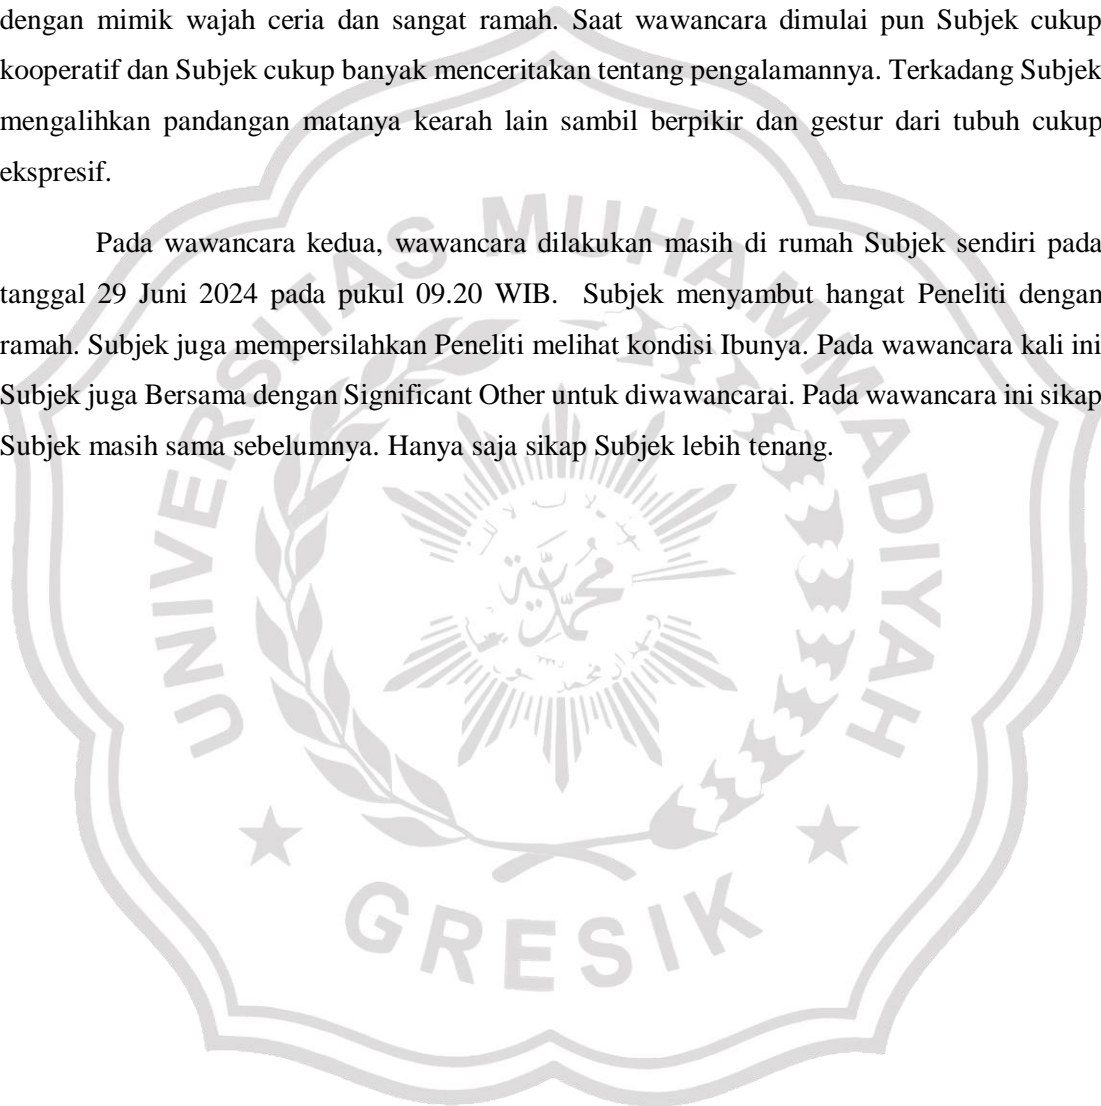 dengan mimik wajah ceria dan sangat ramah. Saat wawancara dimulai pun Subjek cukup
kooperatif dan Subjek cukup banyak menceritakan tentang pengalamannya. Terkadang Subjek
mengalihkan pandangan matanya kearah lain sambil berpikir dan gestur dari tubuh cukup
ekspresif.
Pada wawancara kedua, wawancara dilakukan masih di rumah Subjek sendiri pada
tanggal 29 Juni 2024 pada pukul 09.20 WIB. Subjek menyambut hangat Peneliti dengan
ramah. Subjek juga mempersilahkan Peneliti melihat kondisi Ibunya. Pada wawancara kali ini
Subjek juga Bersama dengan Significant Other untuk diwawancarai. Pada wawancara ini sikap
Subjek masih sama sebelumnya. Hanya saja sikap Subjek lebih tenang.
UNIVERSITAS MUHAMMADIYAH
محمدية
GRESIK